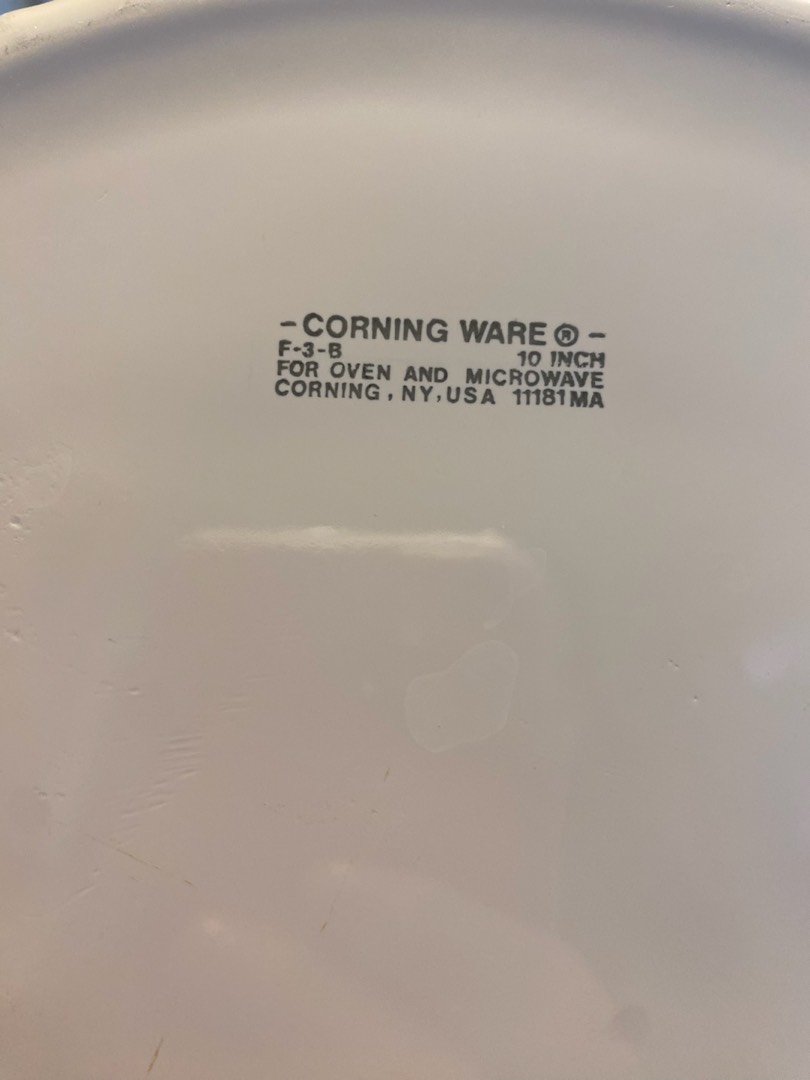 -CORNING WARE®-
F-3-B 10 INCH
FOR OVEN AND MICROWAVE
CORNING, NY, USA 11181MA